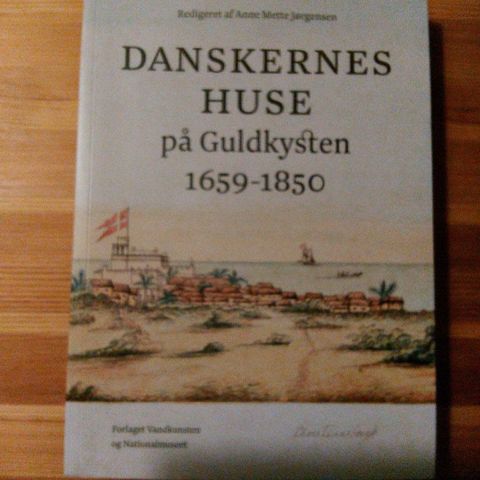 Redigeret af Anne Mette Jørgensen
DANSKERNES
HUSE
på Guldkysten
1659-1850
Forlaget Vandkunsten
og Nationalmuseet